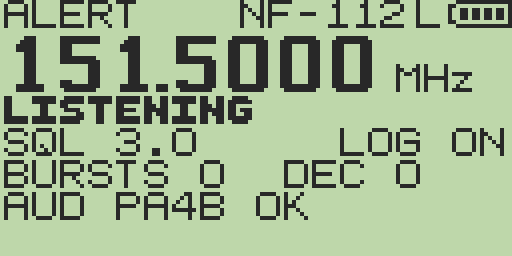 ALERT NF-112L
151.5000 MHz
LISTENING
SQL 3.0 LOG ON
BURSTS 0 DEC 0
AUD PA4B OK